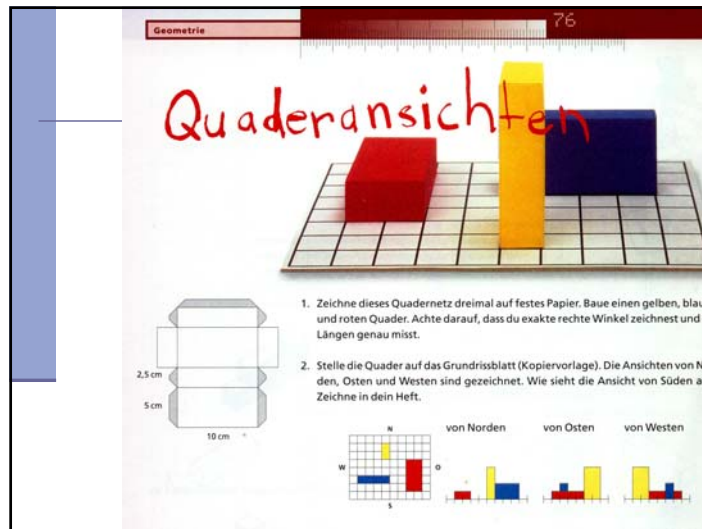 Geometrie
76
Quaderansichten
1. Zeichne dieses Quadernetz dreimal auf festes Papier. Baue einen gelben, blau
und roten Quader. Achte darauf, dass du exakte rechte Winkel zeichnest und
Längen genau misst.
2. Stelle die Quader auf das Grundrissblatt (Kopiervorlage). Die Ansichten von N
den, Osten und Westen sind gezeichnet. Wie sieht die Ansicht von Süden a
Zeichne in dein Heft.
2,5 cm
5 cm
10 cm
N
W
O
S
von Norden
von Osten
von Westen